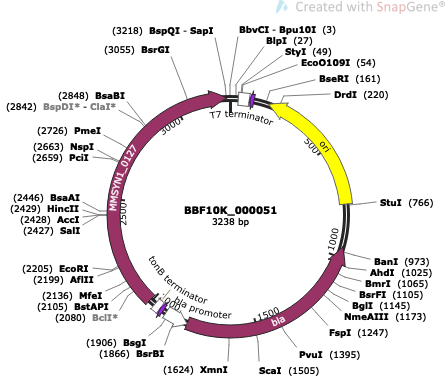 Created with SnapGene®
(3218) BspQI - SapI
BbvCI - Bpu10I (3)
BlpI (27)
StyI (49)
EcoO109I (54)
(3055) BsrGI
BseRI (161)
DrdI (220)
(2848) BsaBI
(2842) BspDI* - ClaI*
(2726) PmeI
(2663) NspI
(2659) PciI
(2446) BsaAI
(2429) HincII
(2428) AccI
(2427) SalI
(2205) EcoRI
(2199) AflII
(2136) MfeI
(2105) BstAPI
(2080) BclI*
(1906) BsgI
(1866) BsrBI
(1624) XmnI
ScaI (1505)
PvuI (1395)
FspI (1247)
NmeAIII (1173)
BglI (1145)
BsrFI (1105)
BmrI (1065)
AhdI (1025)
BanI (973)
StuI (766)
T7 terminator
ori
bla
bla promoter
tonB terminator
MMSYN1_0127
500
1000
1500
2500
3000
BBF10K_000051
3238 bp